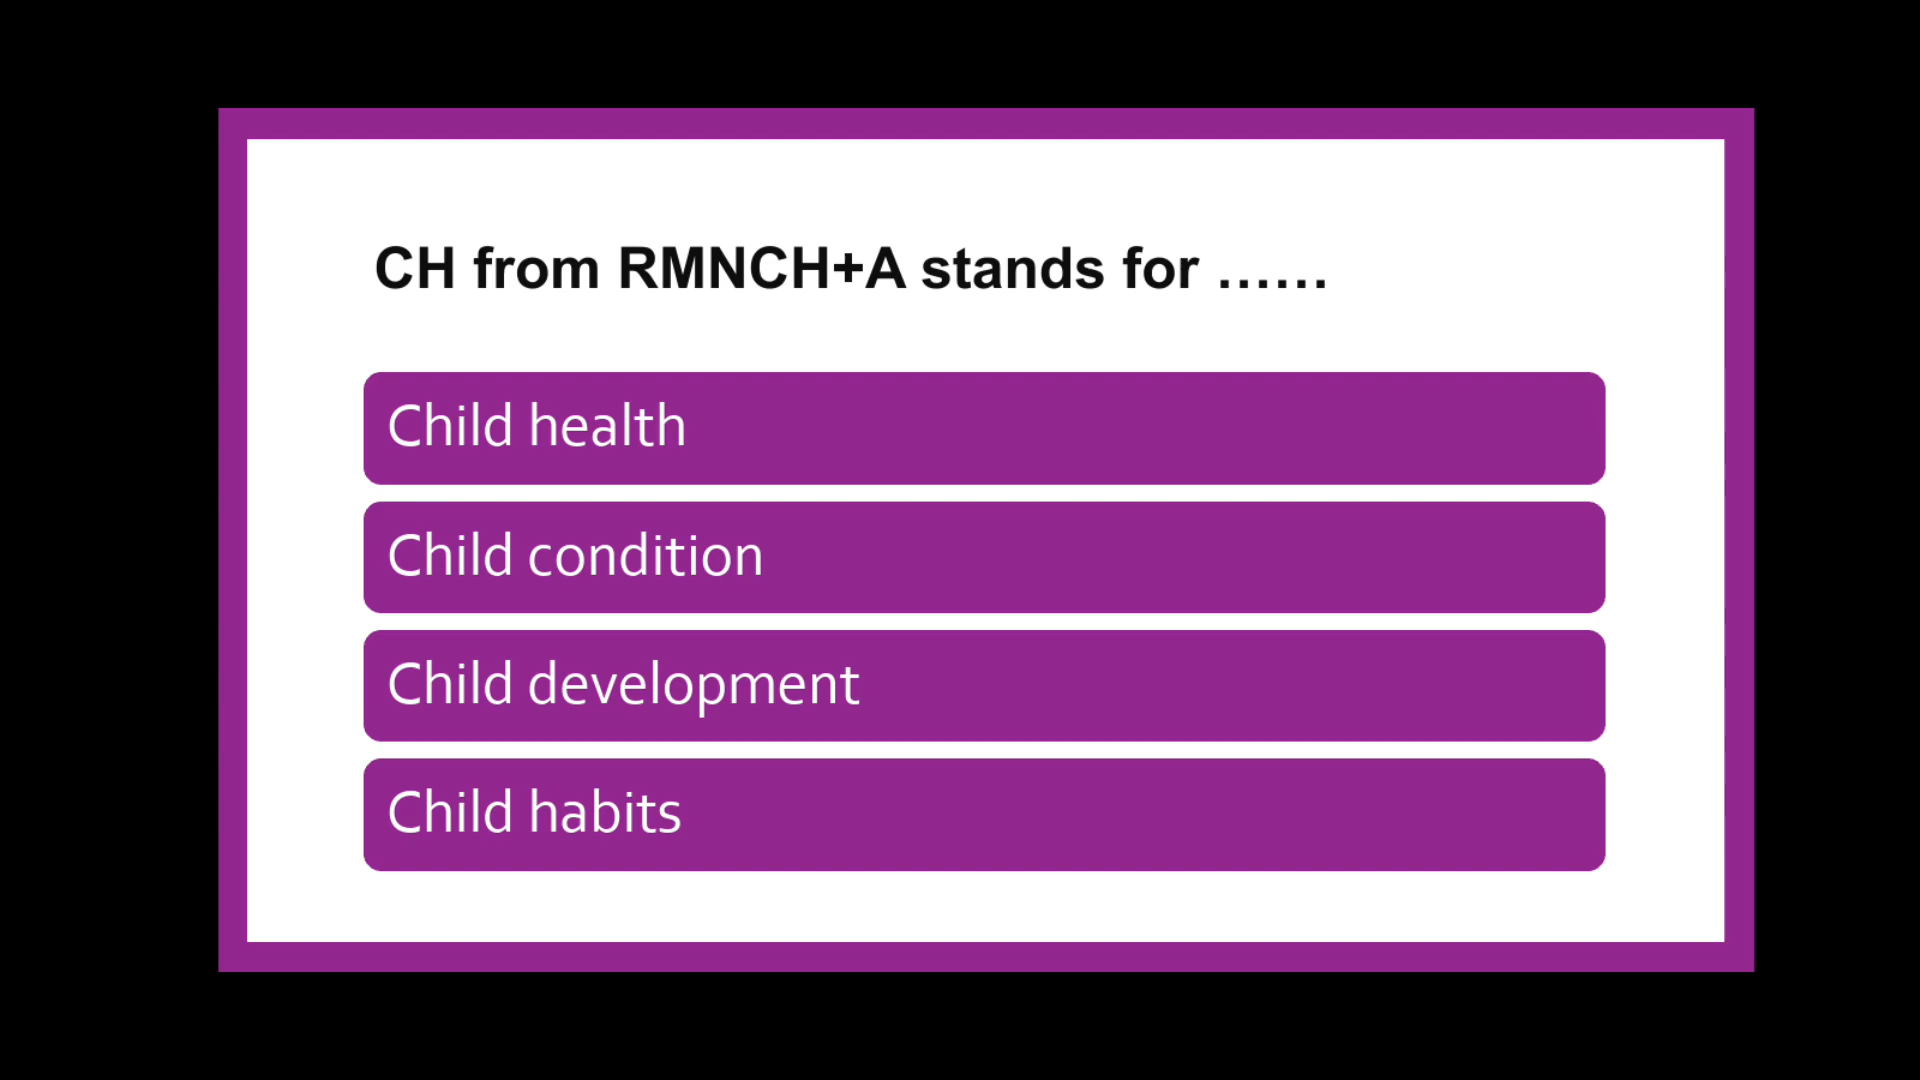 CH from RMNCH+A stands for ......
Child health
Child condition
Child development
Child habits